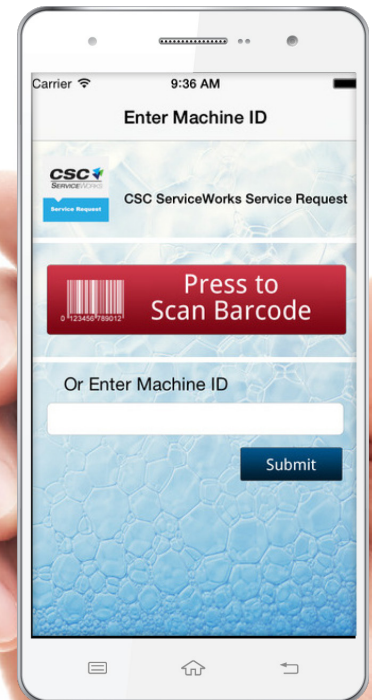 Carrier 9:36 AM
Enter Machine ID
CSC
SERVICEWORKS
Service Request
CSC ServiceWorks Service Request
Press to
Scan Barcode
0 123456 789012
Or Enter Machine ID
Submit